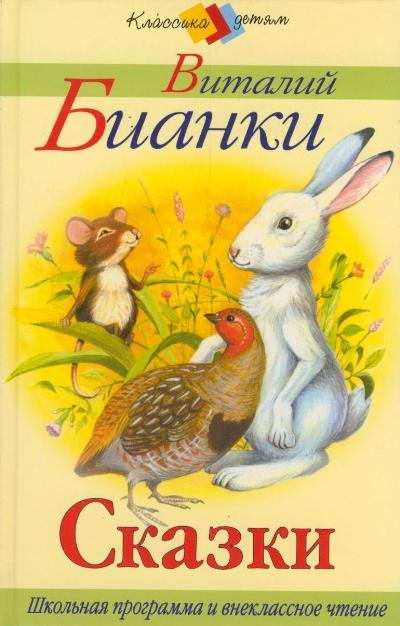 Классика детям
Виталий
Бианки
Сказки
Школьная программа и внеклассное чтение